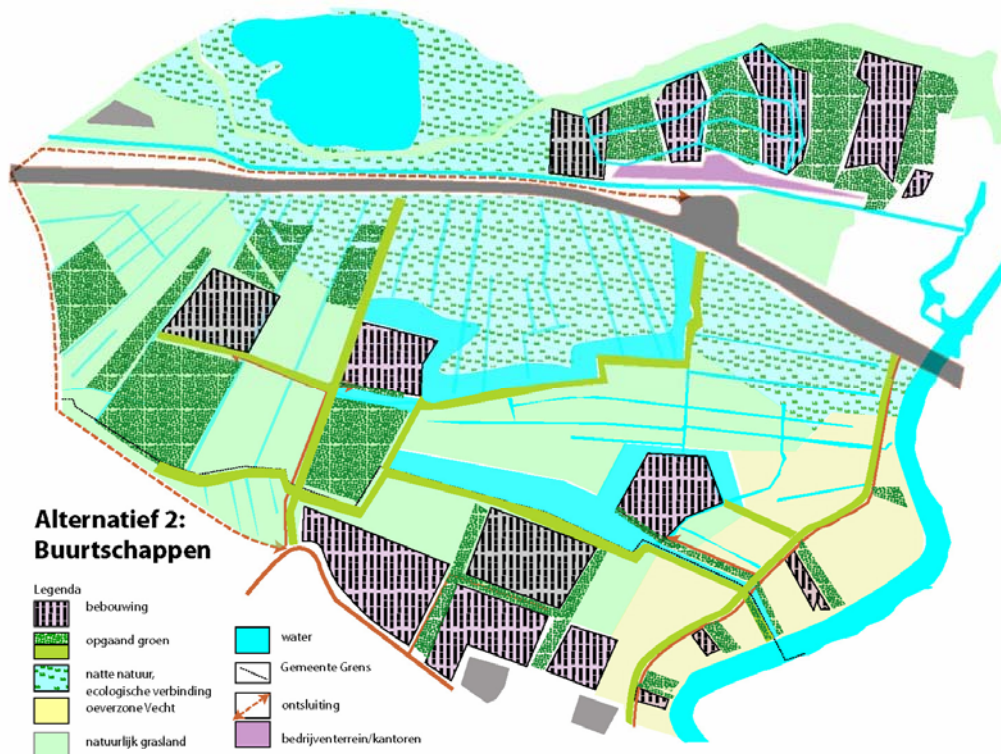 Alternatief 2:
Buurtschappen
Legenda
bebouwing
opgaand groen
natte natuur,
ecologische verbinding
oeverzone Vecht
natuurlijk grasland
water
Gemeente Grens
ontsluiting
bedrijventerrein/kantoren